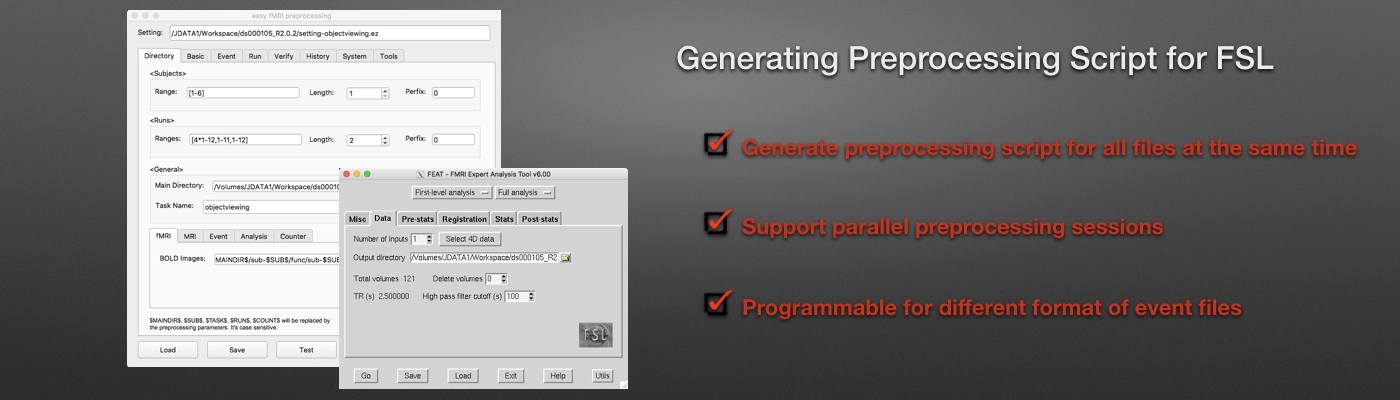 easy fMRI preprocessing
Setting: /JDATA1/Workspace/ds000105_R2.0.2/setting-objectviewing.ez
Directory Basic Event Run Verify History System Tools
<Subjects>
Range: [1-6] Length: 1 Perfix: 0
<Runs>
Ranges: [4*1-12,1-11,1-12] Length: 2 Perfix: 0
<General>
Main Directory: /Volumes/JDATA1/Workspace/ds00010
Task Name: objectviewing
fMRI MRI Event Analysis Counter
BOLD Images: MAINDIR$/sub-$SUB$/func/sub-$SUB
$MAINDIR$, $SUB$, $TASK$, $RUN$, $COUNT$ will be replaced by
the preprocessing parameters. It's case sensitive.
Load Save Test
FEAT - FMRI Expert Analysis Tool v6.00
First-level analysis Full analysis
Misc Data Pre-stats Registration Stats Post-stats
Number of inputs 1 Select 4D data
Output directory /Volumes/JDATA1/Workspace/ds000105_R2
Total volumes 121 Delete volumes 0
TR (s) 2.500000 High pass filter cutoff (s) 100
FSL
Go Save Load Exit Help Utils
Generating Preprocessing Script for FSL
Generate preprocessing script for all files at the same time
Support parallel preprocessing sessions
Programmable for different format of event files